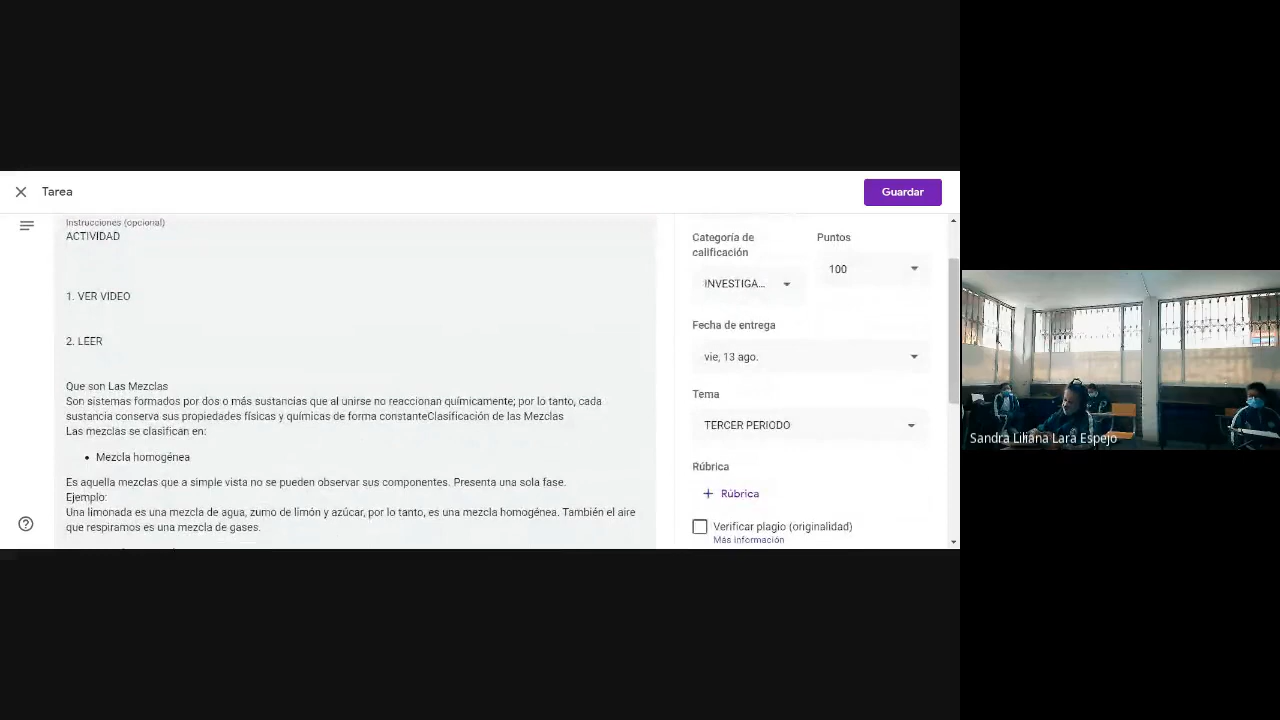 Tarea
Guardar
Instrucciones (opcional)
ACTIVIDAD
1. VER VIDEO
2. LEER
Que son Las Mezclas
Son sistemas formados por dos o más sustancias que al unirse no reaccionan químicamente; por lo tanto, cada
sustancia conserva sus propiedades físicas y químicas de forma constanteClasificación de las Mezclas
Las mezclas se clasifican en:
• Mezcla homogénea
Es aquella mezclas que a simple vista no se pueden observar sus componentes. Presenta una sola fase.
Ejemplo:
Una limonada es una mezcla de agua, zumo de limón y azúcar, por lo tanto, es una mezcla homogénea. También el aire
que respiramos es una mezcla de gases.
Categoría de
calificación
Puntos
INVESTIGA...
100
Fecha de entrega
vie, 13 ago.
Tema
TERCER PERIODO
Rúbrica
+ Rúbrica
Verificar plagio (originalidad)
Más información
Sandra Liliana Lara Espejo